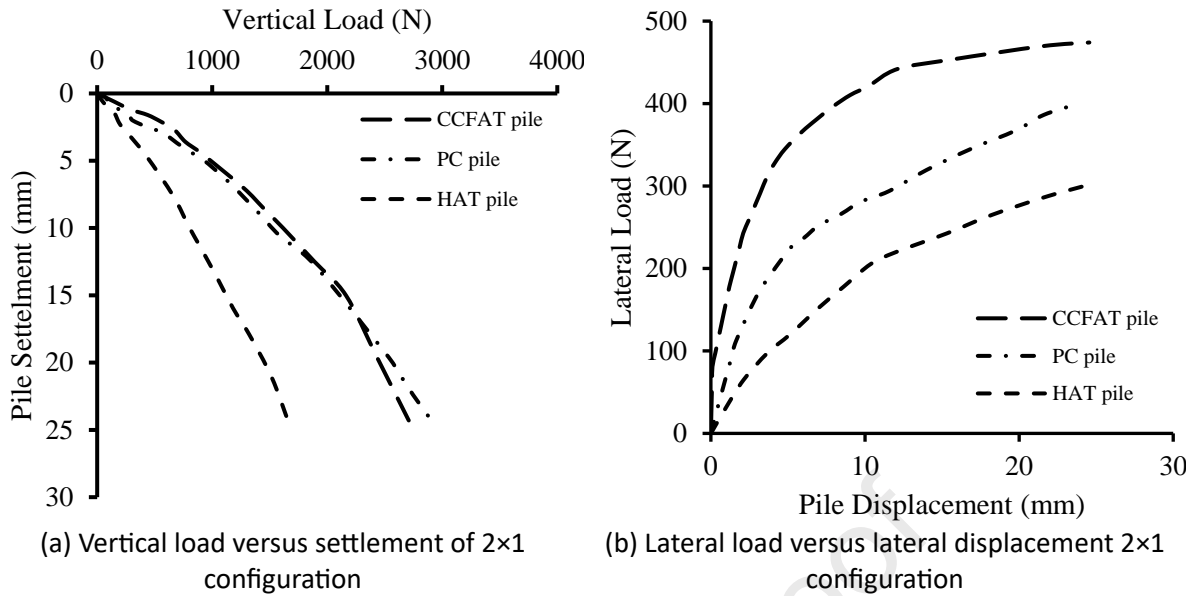 Vertical Load (N)
0 1000 2000 3000 4000
0
5
10
15
20
25
30
Pile Settelment (mm)
CCFAT pile
PC pile
HAT pile
(a) Vertical load versus settlement of 2×1
configuration
500
400
300
200
100
0
Lateral Load (N)
CCFAT pile
PC pile
HAT pile
0 10 20 30
Pile Displacement (mm)
(b) Lateral load versus lateral displacement 2×1
configuration